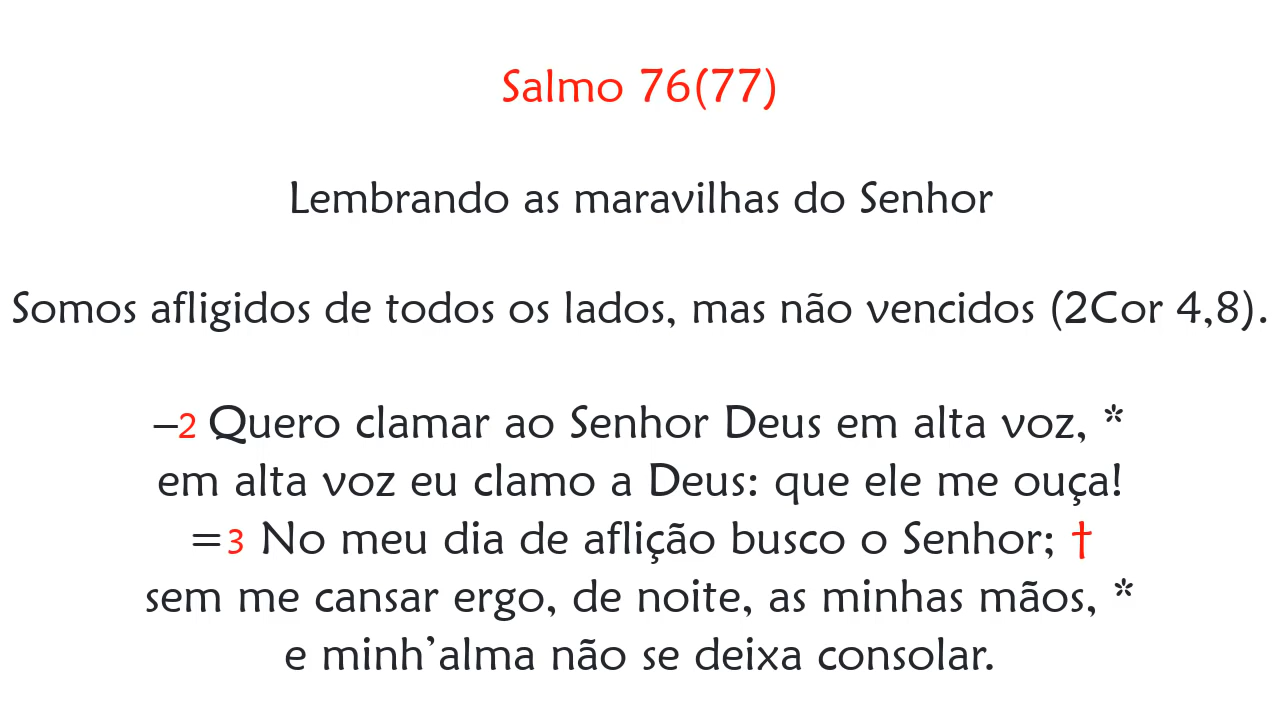 Salmo 76(77)
Lembrando as maravilhas do Senhor
Somos afligidos de todos os lados, mas não vencidos (2Cor 4,8).
–2 Quero clamar ao Senhor Deus em alta voz, *
em alta voz eu clamo a Deus: que ele me ouça!
=3 No meu dia de aflição busco o Senhor; †
sem me cansar ergo, de noite, as minhas mãos, *
e minh’alma não se deixa consolar.